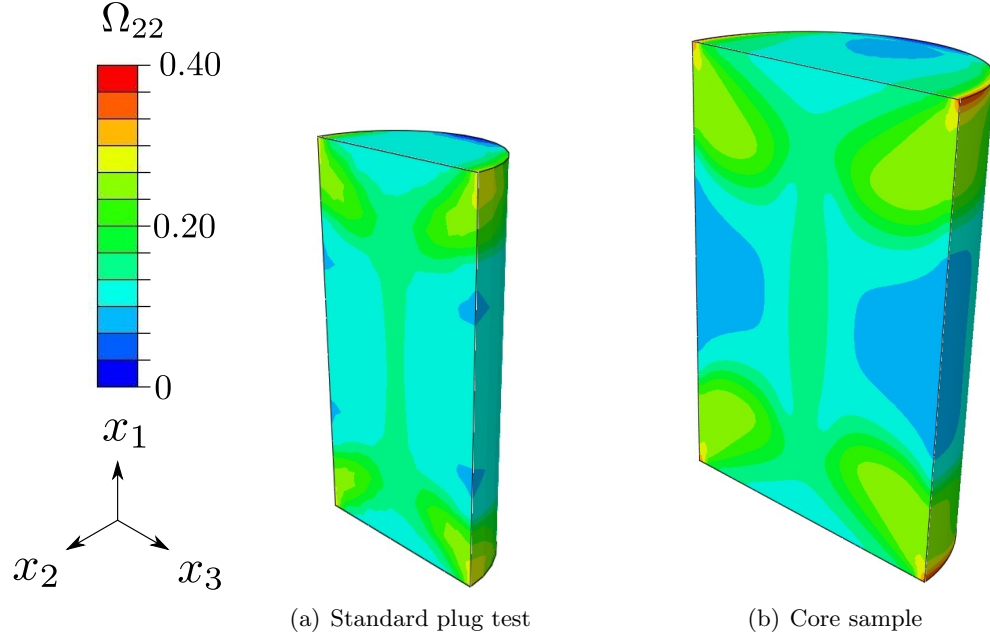 Ω22
0.40
0.20
0
x1
x2
x3
(a) Standard plug test
(b) Core sample